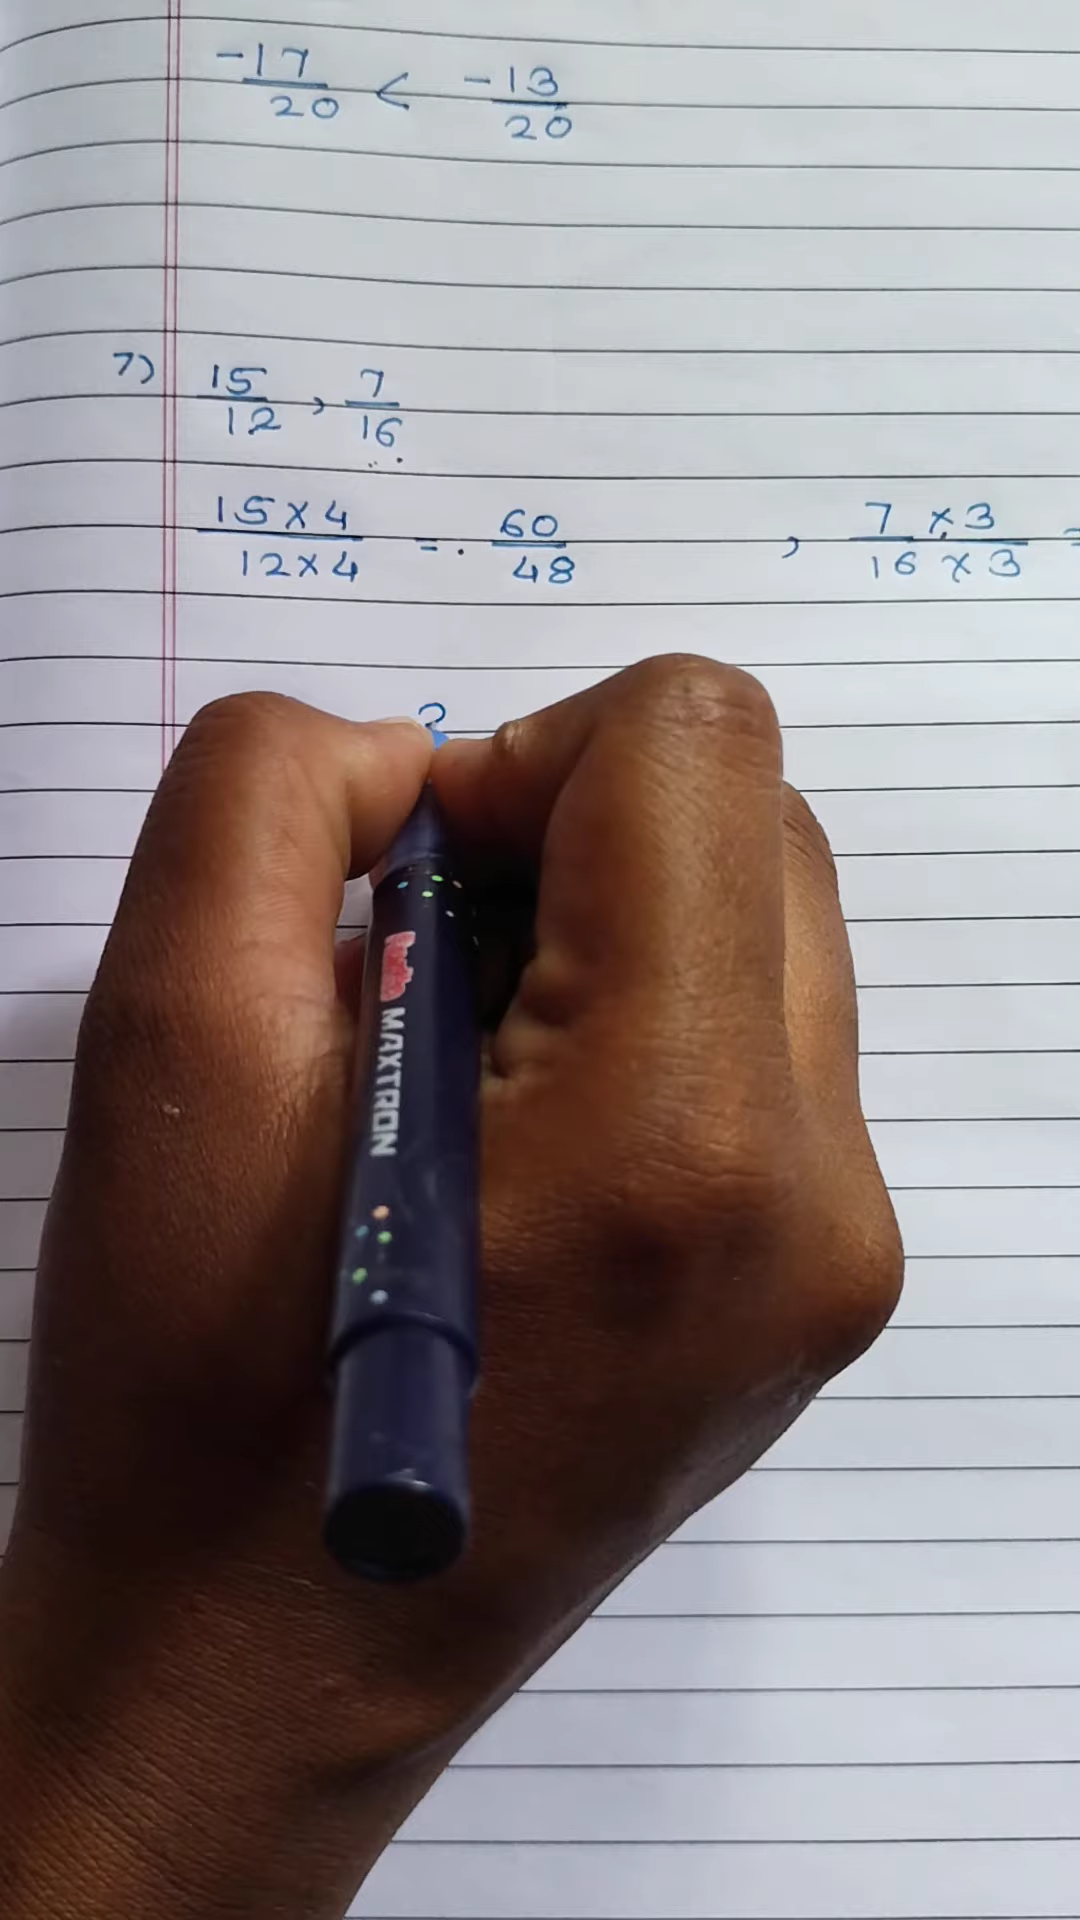 -17/20 < -13/20
7) 15/12 , 7/16
15×4/12×4 = . 60/48 , 7×3/16×3 =
MAXTRON